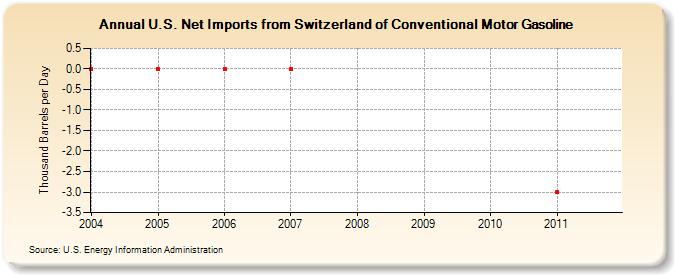 Annual U.S. Net Imports from Switzerland of Conventional Motor Gasoline
Thousand Barrels per Day
0.5
0.0
-0.5
-1.0
-1.5
-2.0
-2.5
-3.0
-3.5
2004 2005 2006 2007 2008 2009 2010 2011
Source: U.S. Energy Information Administration